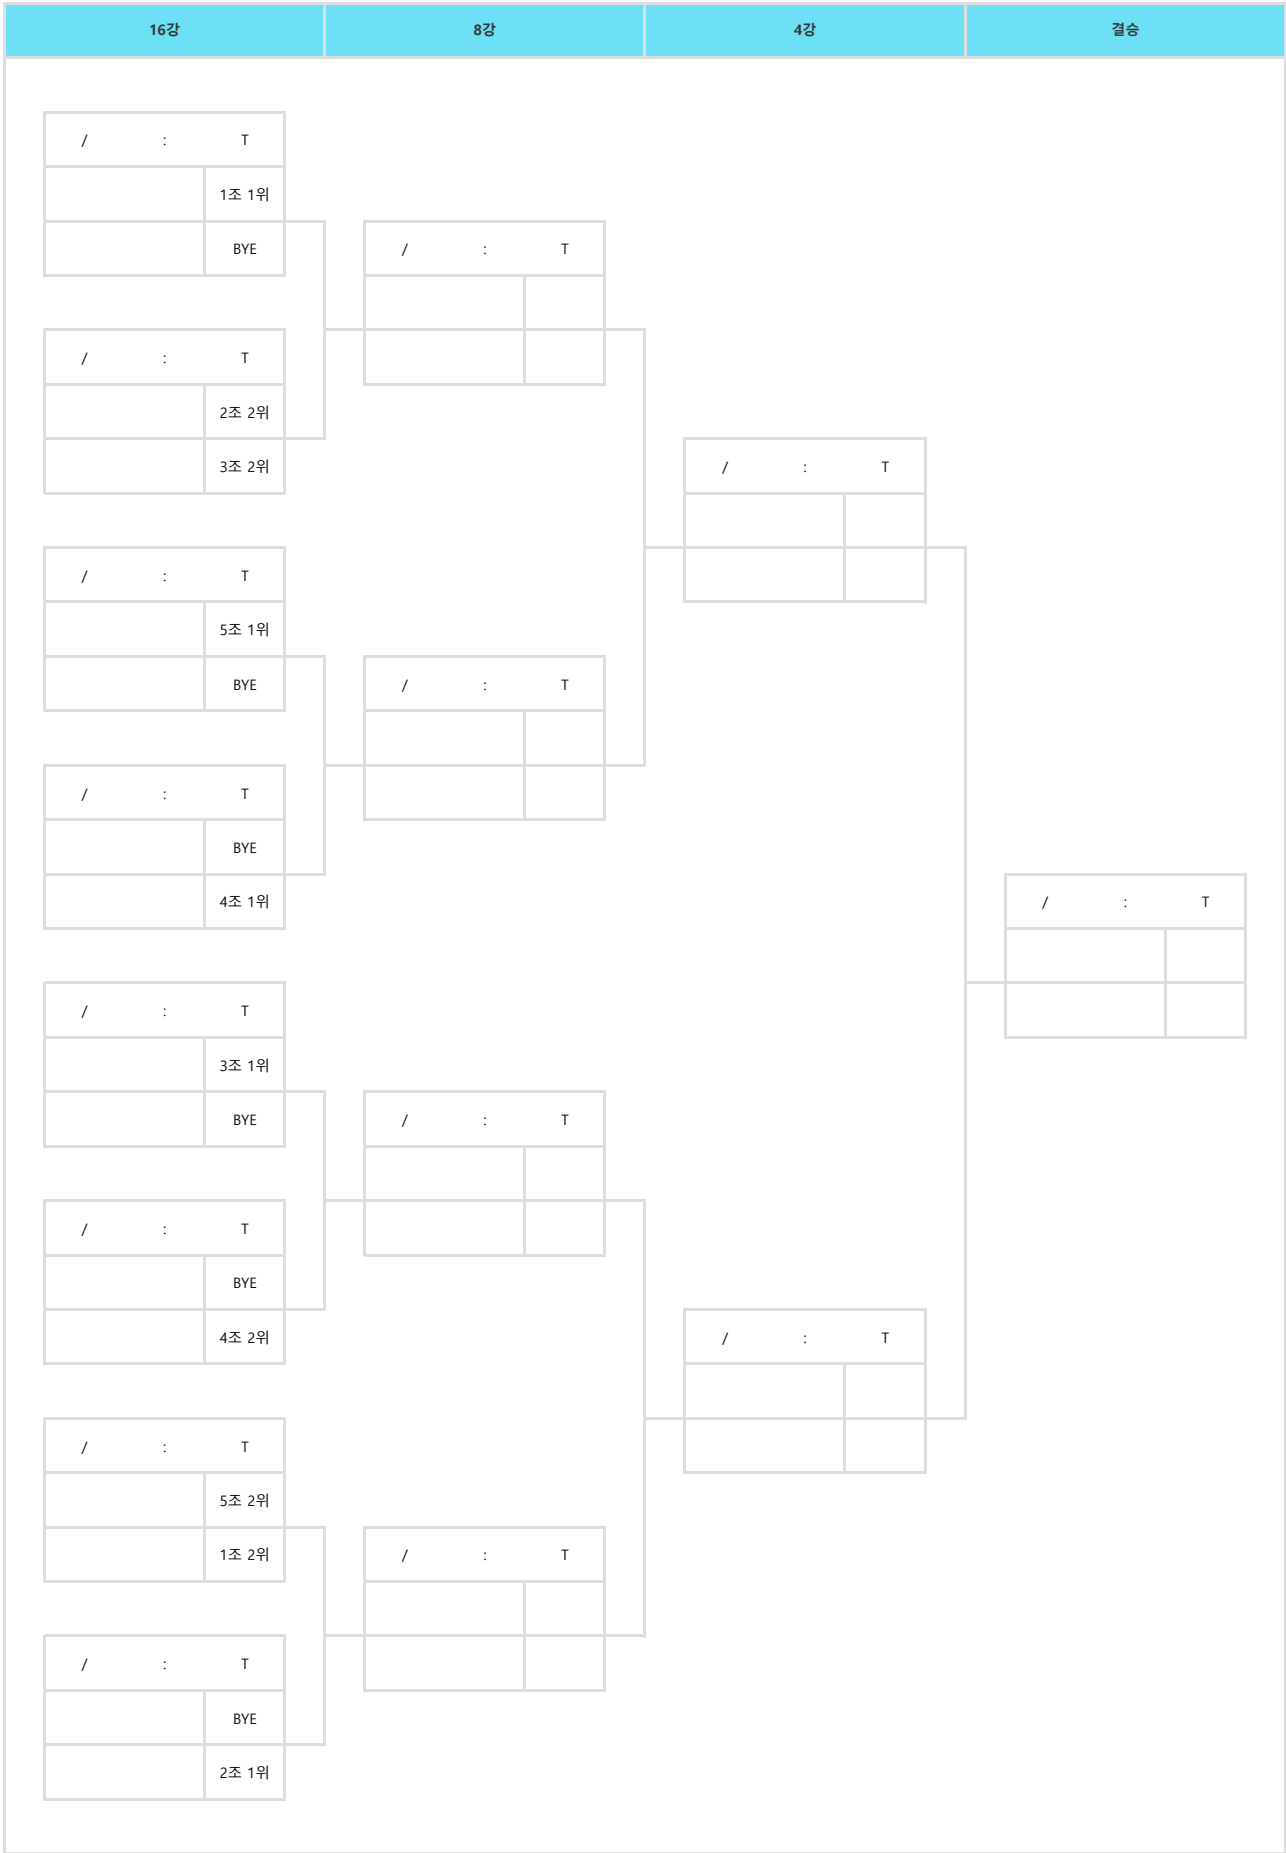 16강 8강 4강 결승
/ : T
1조 1위
BYE
/ : T
2조 2위
3조 2위
/ : T
5조 1위
BYE
/ : T
BYE
4조 1위
/ : T
3조 1위
BYE
/ : T
BYE
4조 2위
/ : T
5조 2위
1조 2위
/ : T
BYE
2조 1위
/ : T
/ : T
/ : T
/ : T
/ : T
/ : T
/ : T